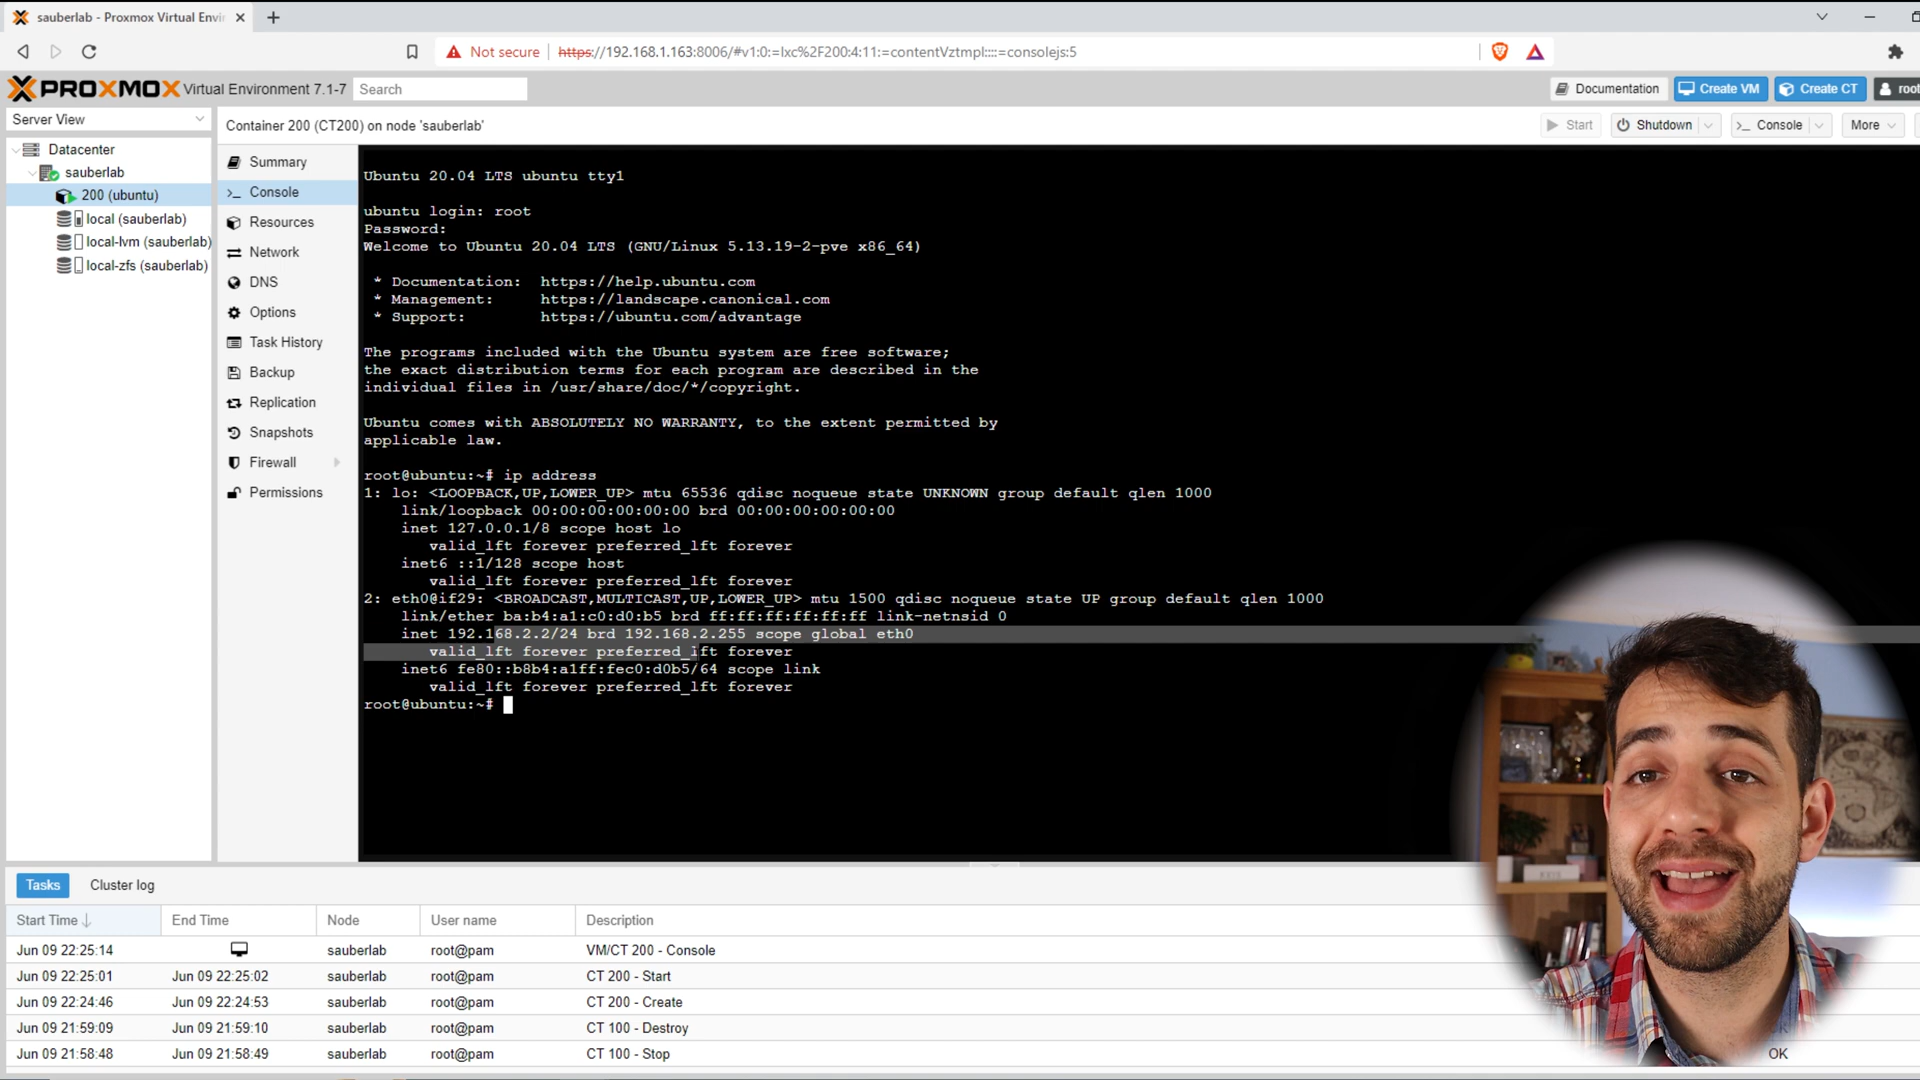 sauberlab - Proxmox Virtual Envi
Not secure https://192.168.1.163:8006/#v1:0:=lxc%2F200:4:11:=contentVztmpl::::=consolejs:5
PROXMOX Virtual Environment 7.1-7 Search
Documentation Create VM Create CT root
Server View
Container 200 (CT200) on node 'sauberlab'
Start Shutdown Console More
Datacenter
sauberlab
200 (ubuntu)
local (sauberlab)
local-lvm (sauberlab)
local-zfs (sauberlab)
Summary
Console
Resources
Network
DNS
Options
Task History
Backup
Replication
Snapshots
Firewall
Permissions
Ubuntu 20.04 LTS ubuntu tty1
ubuntu login: root
Password:
Welcome to Ubuntu 20.04 LTS (GNU/Linux 5.13.19-2-pve x86_64)
* Documentation: https://help.ubuntu.com
* Management: https://landscape.canonical.com
* Support: https://ubuntu.com/advantage
The programs included with the Ubuntu system are free software;
the exact distribution terms for each program are described in the
individual files in /usr/share/doc/*/copyright.
Ubuntu comes with ABSOLUTELY NO WARRANTY, to the extent permitted by
applicable law.
root@ubuntu:~# ip address
1: lo: <LOOPBACK,UP,LOWER_UP> mtu 65536 qdisc noqueue state UNKNOWN group default qlen 1000
link/loopback 00:00:00:00:00:00 brd 00:00:00:00:00:00
inet 127.0.0.1/8 scope host lo
valid_lft forever preferred_lft forever
inet6 ::1/128 scope host
valid_lft forever preferred_lft forever
2: eth0@if29: <BROADCAST,MULTICAST,UP,LOWER_UP> mtu 1500 qdisc noqueue state UP group default qlen 1000
link/ether ba:b4:a1:c0:d0:b5 brd ff:ff:ff:ff:ff:ff link-netnsid 0
inet 192.168.2.2/24 brd 192.168.2.255 scope global eth0
valid_lft forever preferred_lft forever
inet6 fe80::b8b4:a1ff:fec0:d0b5/64 scope link
valid_lft forever preferred_lft forever
root@ubuntu:~#
Tasks Cluster log
Start Time End Time Node User name Description
Jun 09 22:25:14 sauberlab root@pam VM/CT 200 - Console
Jun 09 22:25:01 Jun 09 22:25:02 sauberlab root@pam CT 200 - Start
Jun 09 22:24:46 Jun 09 22:24:53 sauberlab root@pam CT 200 - Create
Jun 09 21:59:09 Jun 09 21:59:10 sauberlab root@pam CT 100 - Destroy
Jun 09 21:58:48 Jun 09 21:58:49 sauberlab root@pam CT 100 - Stop OK